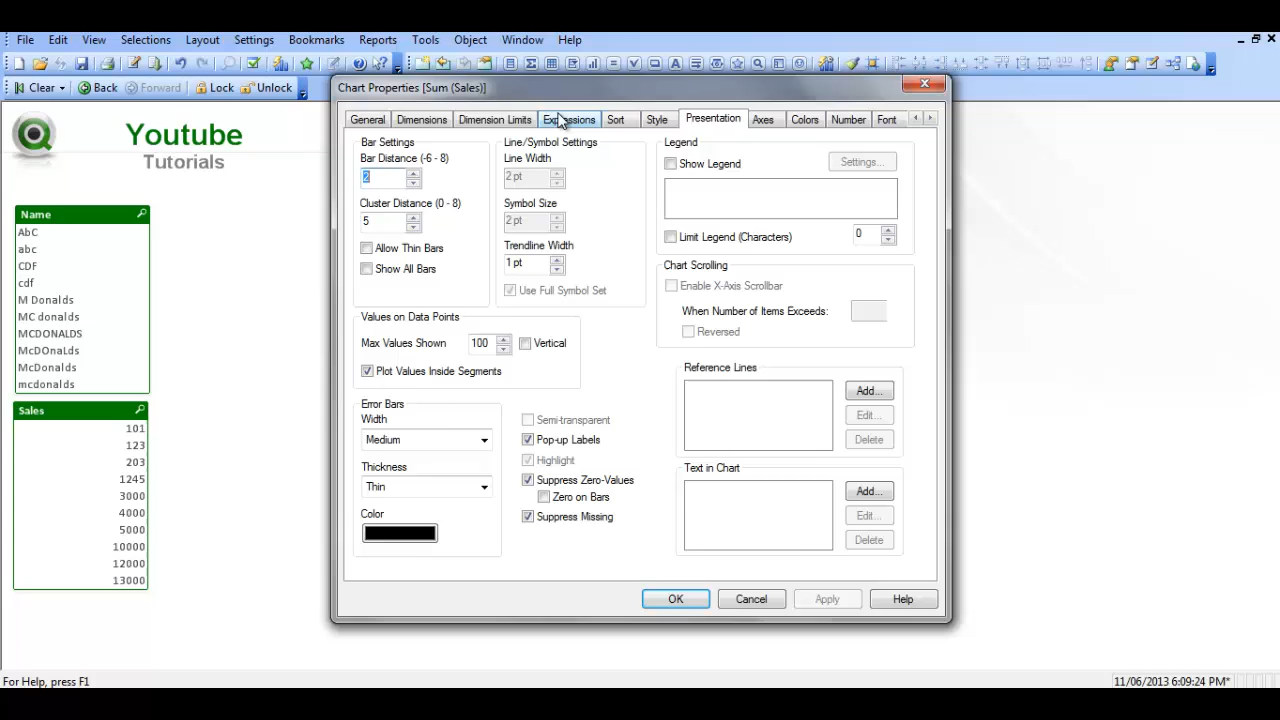 File Edit View Selections Layout Settings Bookmarks Reports Tools Object Window Help
Clear Back Forward Lock Unlock
Chart Properties [Sum (Sales)]
General Dimensions Dimension Limits Expressions Sort Style Presentation Axes Colors Number Font
Youtube
Tutorials
Name
AbC
abc
CDF
cdf
M Donalds
MC donalds
MCDONALDS
McDOnaLds
McDonalds
mcdonalds
Sales
101
123
203
1245
3000
4000
5000
10000
12000
13000
Bar Settings
Bar Distance (-6 - 8)
2
Cluster Distance (0 - 8)
5
Allow Thin Bars
Show All Bars
Line/Symbol Settings
Line Width
2 pt
Symbol Size
2 pt
Trendline Width
1 pt
Use Full Symbol Set
Legend
Show Legend Settings...
Limit Legend (Characters) 0
Chart Scrolling
Enable X-Axis Scrollbar
When Number of Items Exceeds:
Reversed
Values on Data Points
Max Values Shown 100 Vertical
Plot Values Inside Segments
Reference Lines
Add...
Edit...
Delete
Error Bars
Width
Medium
Thickness
Thin
Color
Semi-transparent
Pop-up Labels
Highlight
Suppress Zero-Values
Zero on Bars
Suppress Missing
Text in Chart
Add...
Edit...
Delete
OK Cancel Apply Help
For Help, press F1 11/06/2013 6:09:24 PM*